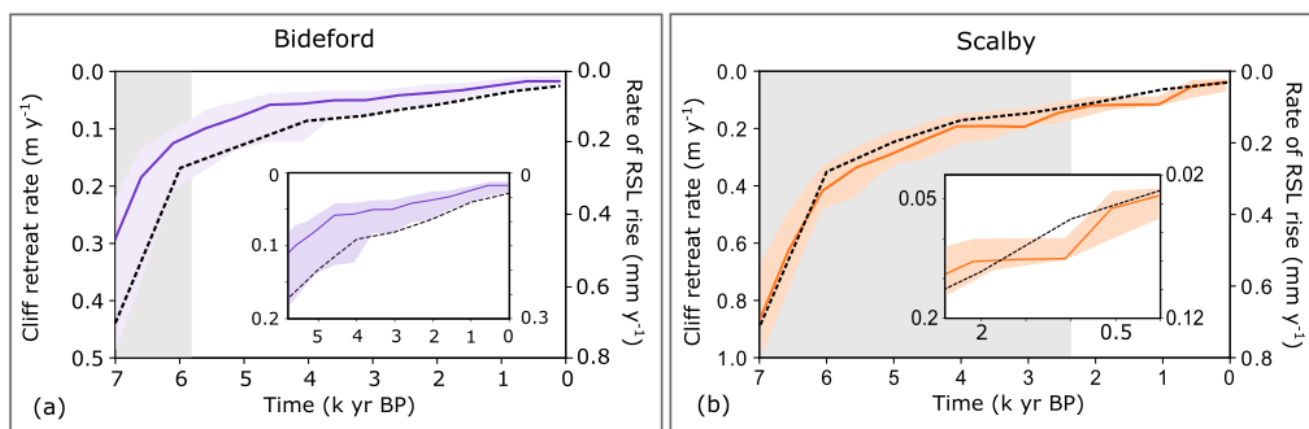 Bideford
Cliff retreat rate (m y⁻¹)
0.0
0.1
0.2
0.3
0.4
0.5
0.0
0.2
0.4
0.6
0.8
Rate of RSL rise (mm y⁻¹)
0
0.1
0.2
0
0.3
5 4 3 2 1 0
7 6 5 4 3 2 1 0
(a) Time (k yr BP)
Scalby
Cliff retreat rate (m y⁻¹)
0.0
0.2
0.4
0.6
0.8
1.0
0.0
0.2
0.4
0.6
0.8
Rate of RSL rise (mm y⁻¹)
0.05
0.2
0.02
0.12
2 0.5
7 6 5 4 3 2 1 0
(b) Time (k yr BP)